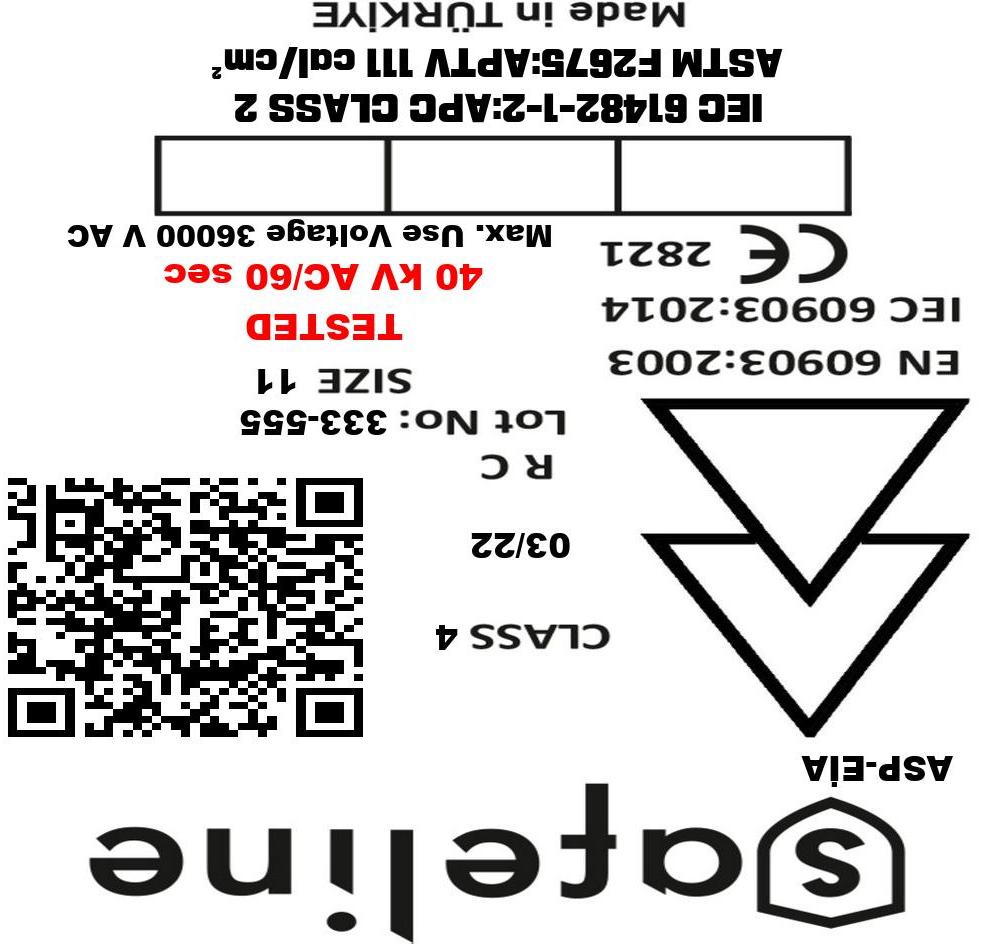 safeline
ASP-EİA
CLASS 4
03/22
R C
Lot No: 333-555
SIZE 11
EN 60903:2003
IEC 60903:2014
CE 2821
TESTED
40 kV AC/60 sec
Max. Use Voltage 36000 V AC
IEC 61482-1-2:APC CLASS 2
ASTM F2675:APTV 111 cal/cm²
Made in TÜRKİYE